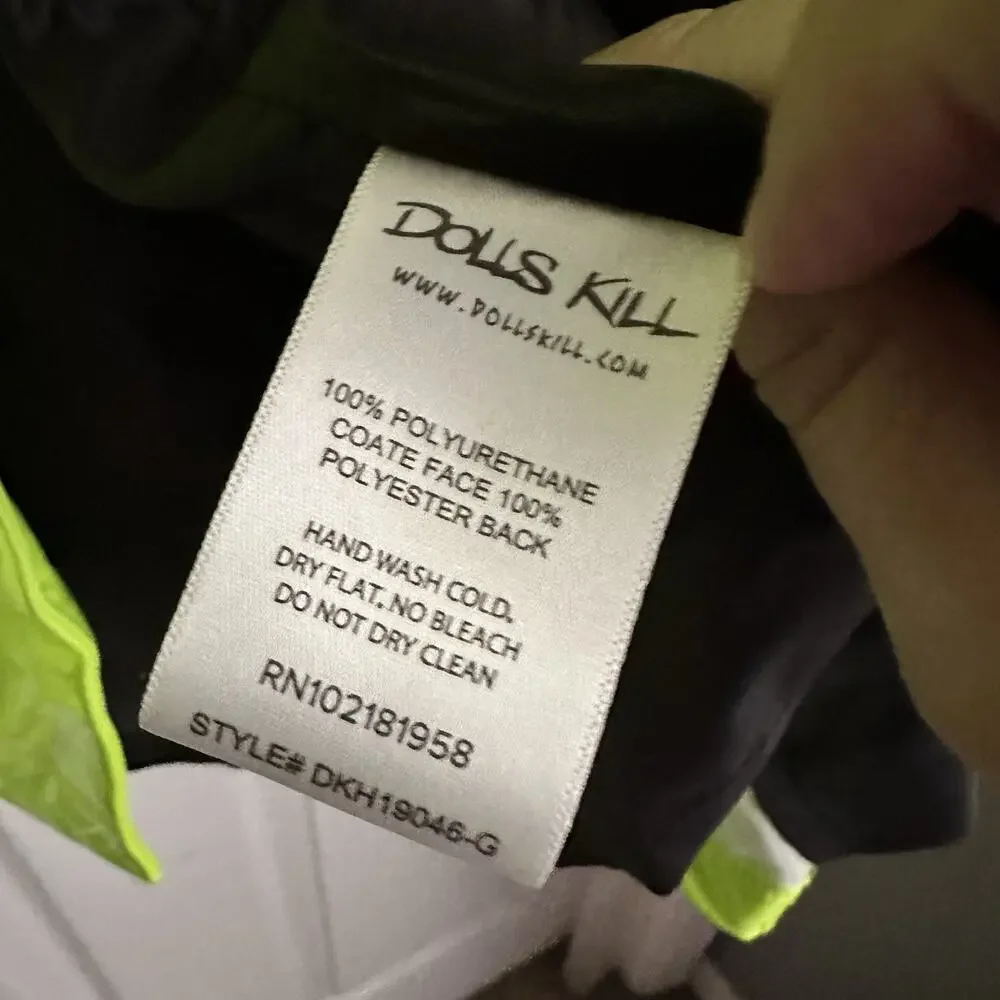 DOLLS KILL
WWW.DOLLSKILL.COM
100% POLYURETHANE
COATE FACE 100%
POLYESTER BACK
HAND WASH COLD.
DRY FLAT. NO BLEACH
DO NOT DRY CLEAN
RN102181958
STYLE# DKH19046-G